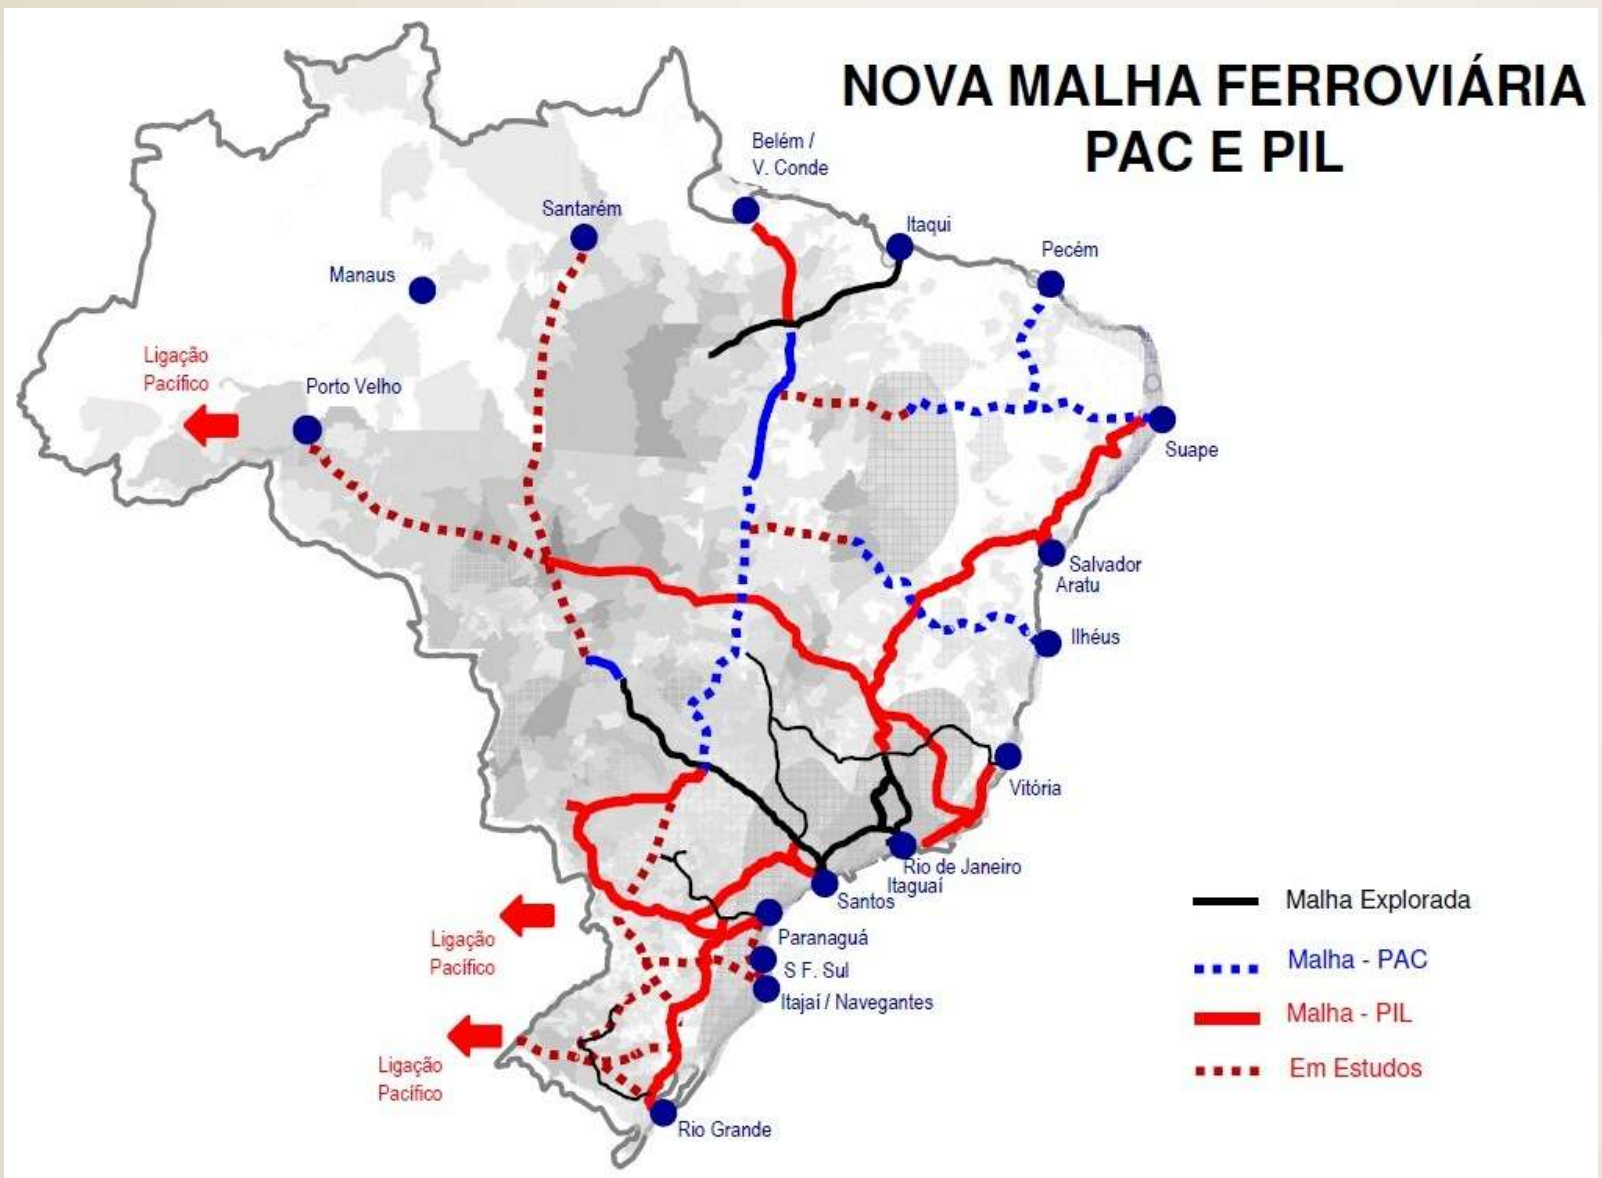 NOVA MALHA FERROVIÁRIA
PAC E PIL
Belém /
V. Conde
Santarém
Itaqui
Pecém
Manaus
Ligação
Pacífico
Porto Velho
Suape
Salvador
Aratu
Ilhéus
Vitória
Rio de Janeiro
Itaguaí
Santos
Paranaguá
S F. Sul
Itajaí / Navegantes
Ligação
Pacífico
Ligação
Pacífico
Rio Grande
Malha Explorada
Malha - PAC
Malha - PIL
Em Estudos